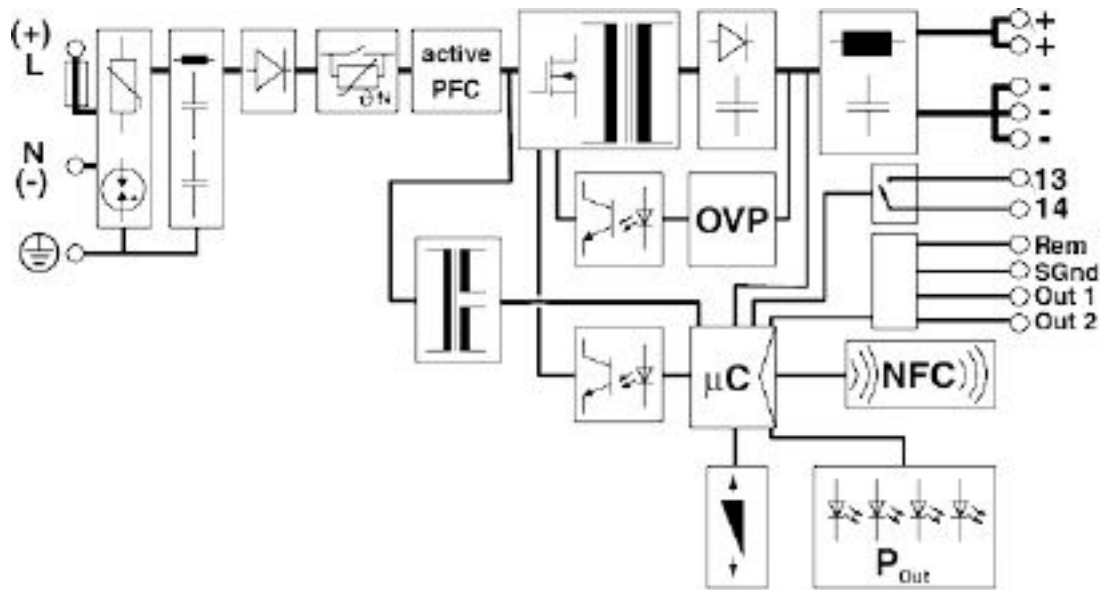 (+)
L
N
(-)
ϑ N
active
PFC
+
+
-
-
-
13
14
OVP
Rem
SGnd
Out 1
Out 2
µC
NFC
P Out